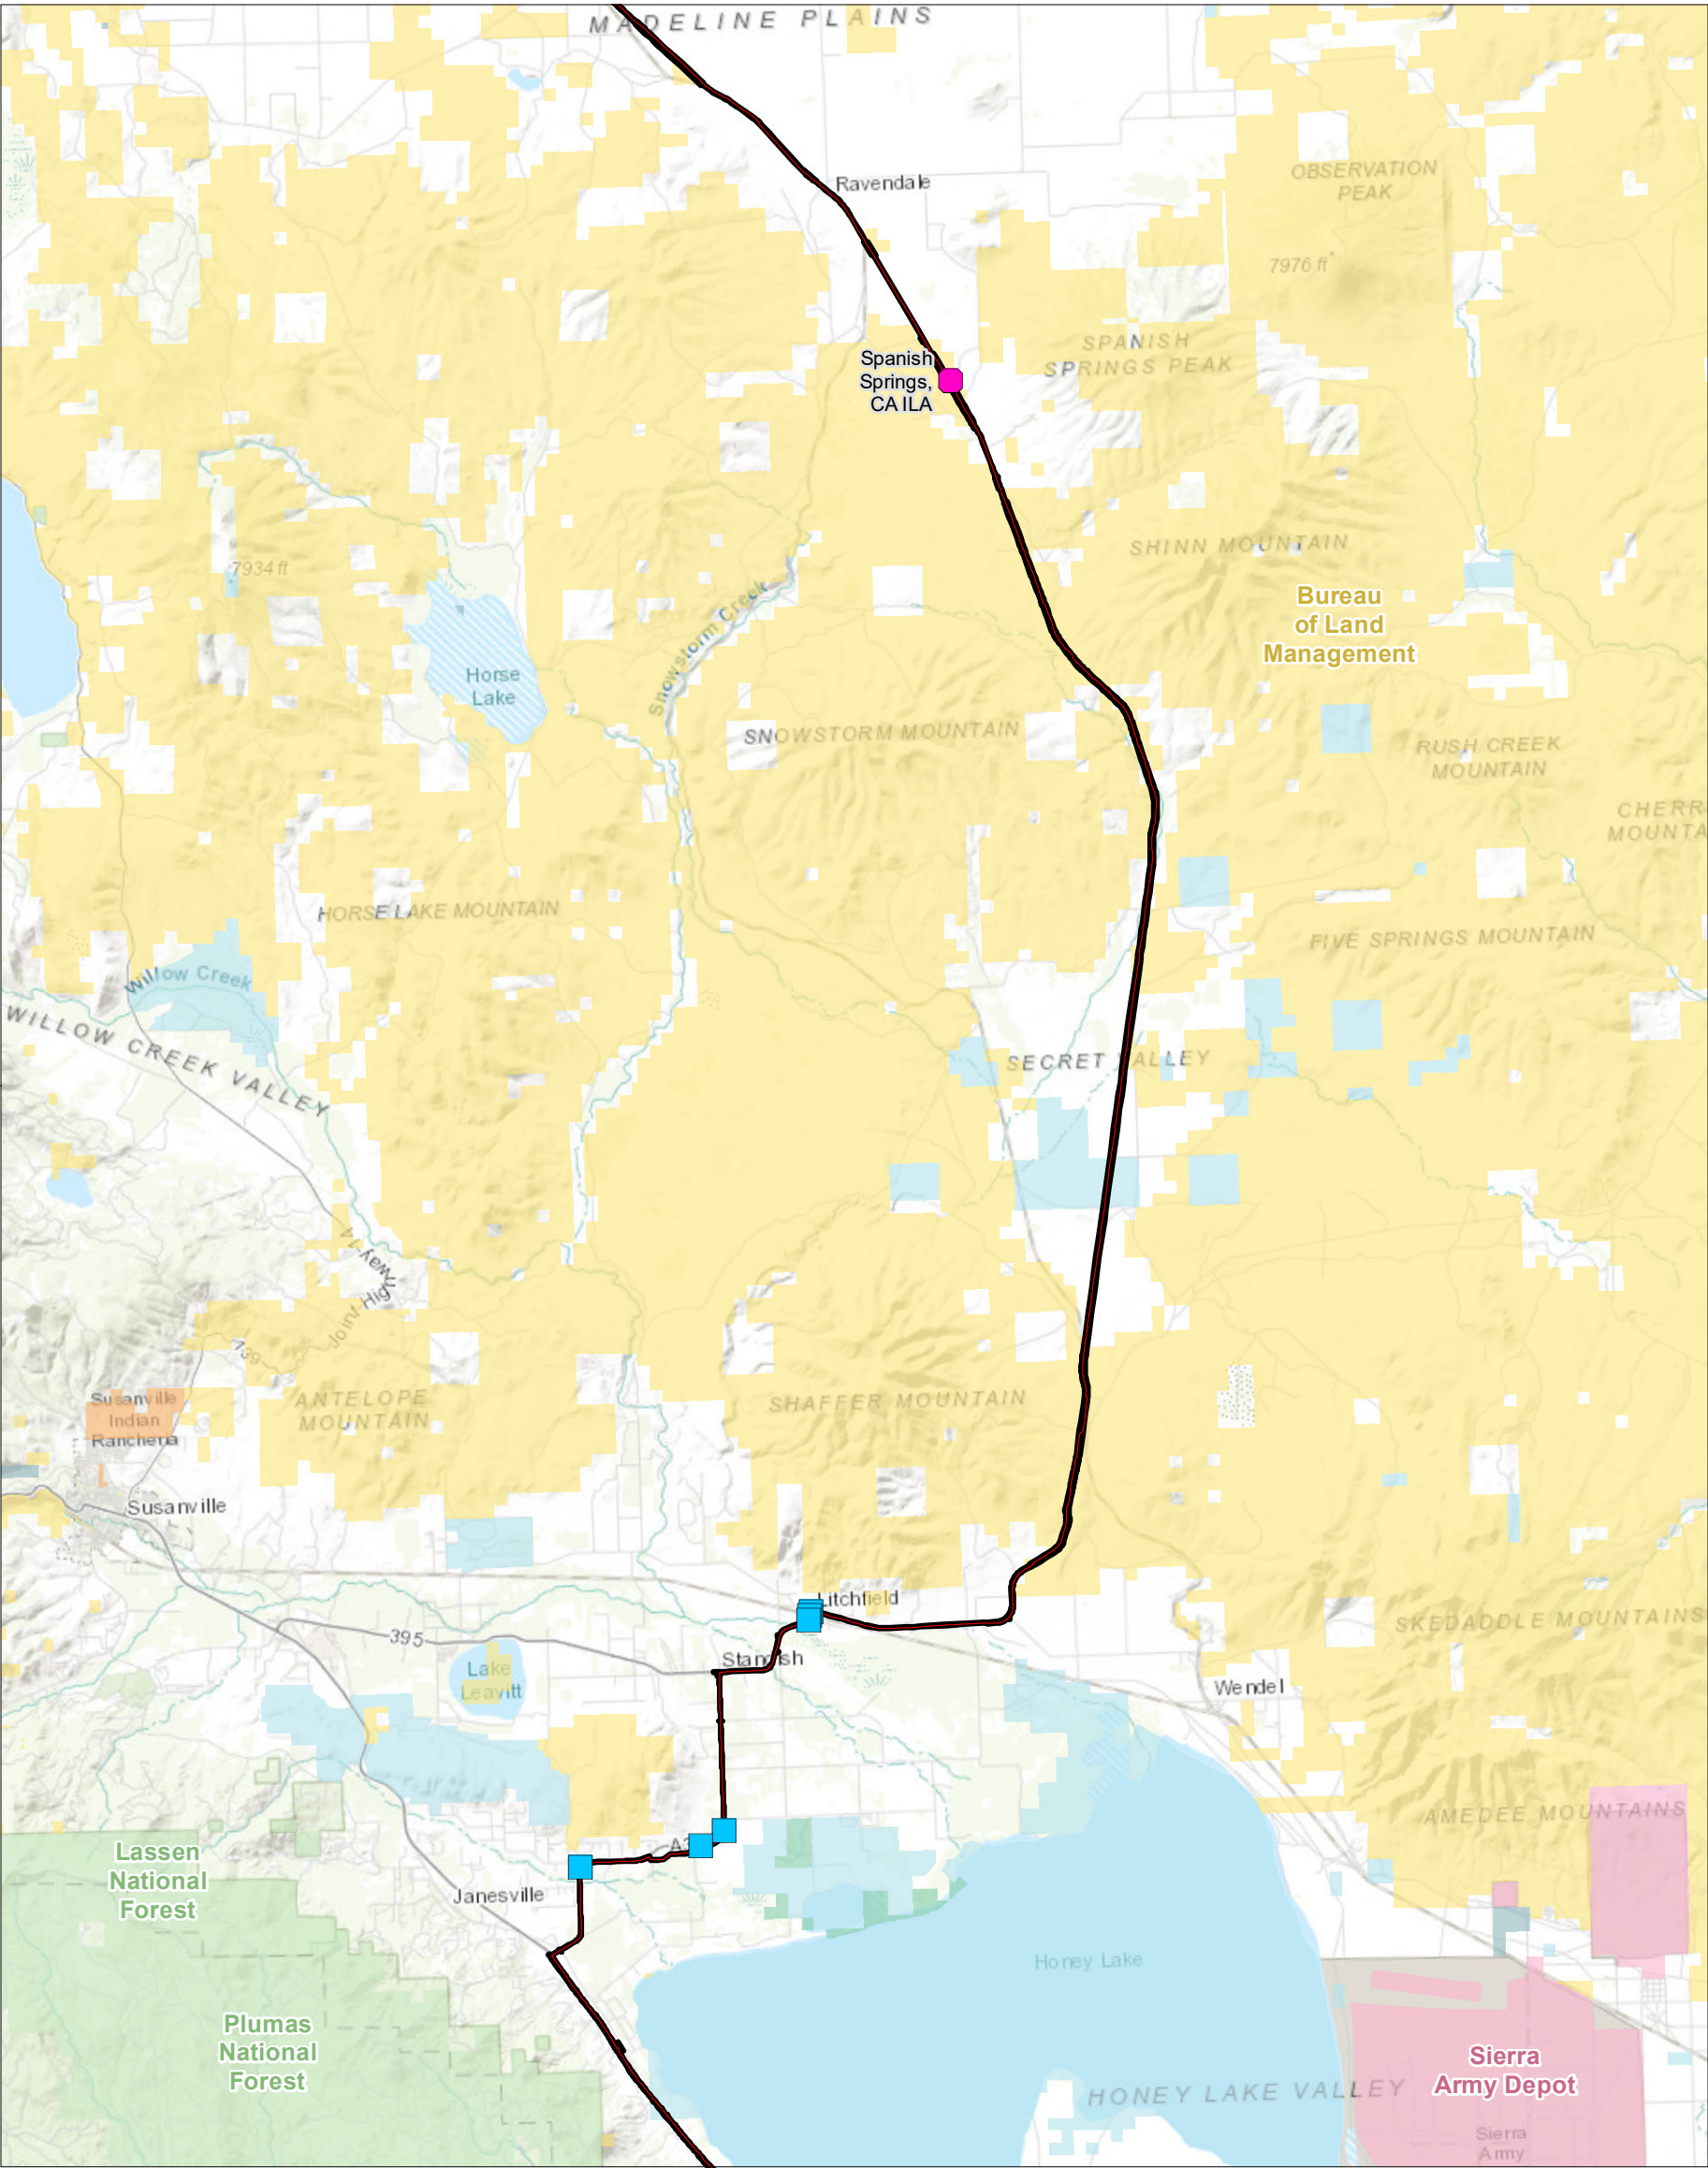 MADELINE PLAINS
Ravendale
OBSERVATION
PEAK
7976 ft
SPANISH
SPRINGS PEAK
Spanish
Springs,
CA ILA
SHINN MOUNTAIN
7934 ft
Snowstorm Creek
Bureau
of Land
Management
Horse
Lake
SNOWSTORM MOUNTAIN
RUSH CREEK
MOUNTAIN
CHERR
MOUNTA
HORSE LAKE MOUNTAIN
FIVE SPRINGS MOUNTAIN
Willow Creek
WILLOW CREEK VALLEY
SECRET VALLEY
Joint Highway 14
139
Susanville
Indian
Rancheria
ANTELOPE
MOUNTAIN
SHAFFER MOUNTAIN
Susanville
Litchfield
SKEDADDLE MOUNTAINS
395
Standish
Lake
Leavitt
Wendel
AMEDEE MOUNTAINS
A3
Lassen
National
Forest
Janesville
Honey Lake
Plumas
National
Forest
Sierra
Army Depot
HONEY LAKE VALLEY
Sierra
Army